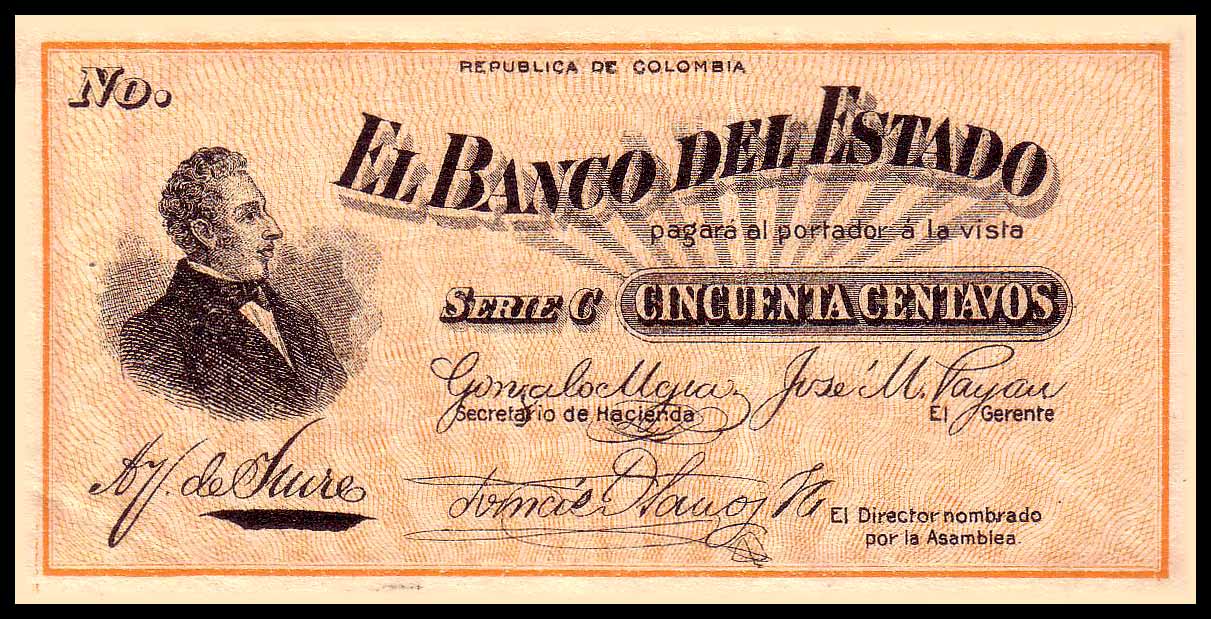 REPUBLICA DE COLOMBIA
No.
EL BANCO DEL ESTADO
pagará al portador á la vista
SERIE C CINCUENTA CENTAVOS
Gonzalo Mejia José M. Payan
Secretario de Hacienda El Gerente
de Sucre
El Director nombrado
por la Asamblea